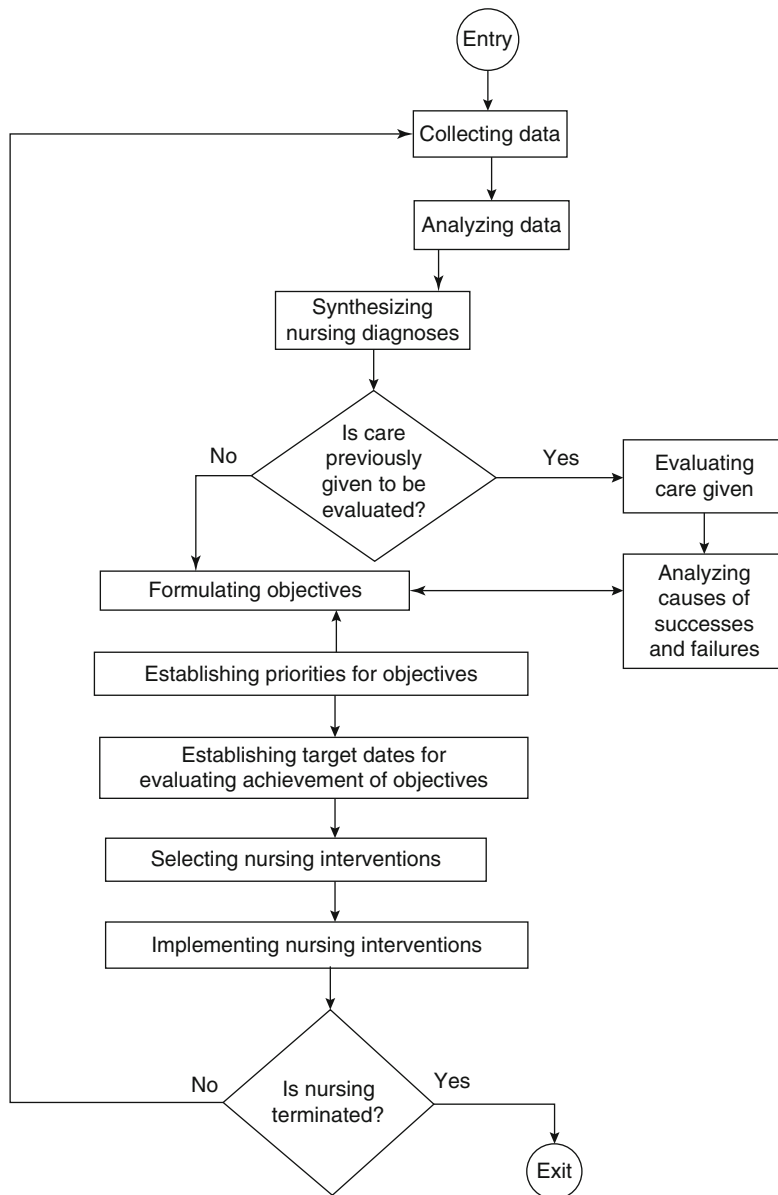 Entry
Collecting data
Analyzing data
Synthesizing
nursing diagnoses
Is care
previously
given to be
evaluated?
No
Yes
Evaluating
care given
Formulating objectives
Analyzing
causes of
successes
and failures
Establishing priorities for objectives
Establishing target dates for
evaluating achievement of objectives
Selecting nursing interventions
Implementing nursing interventions
No
Is nursing
terminated?
Yes
Exit